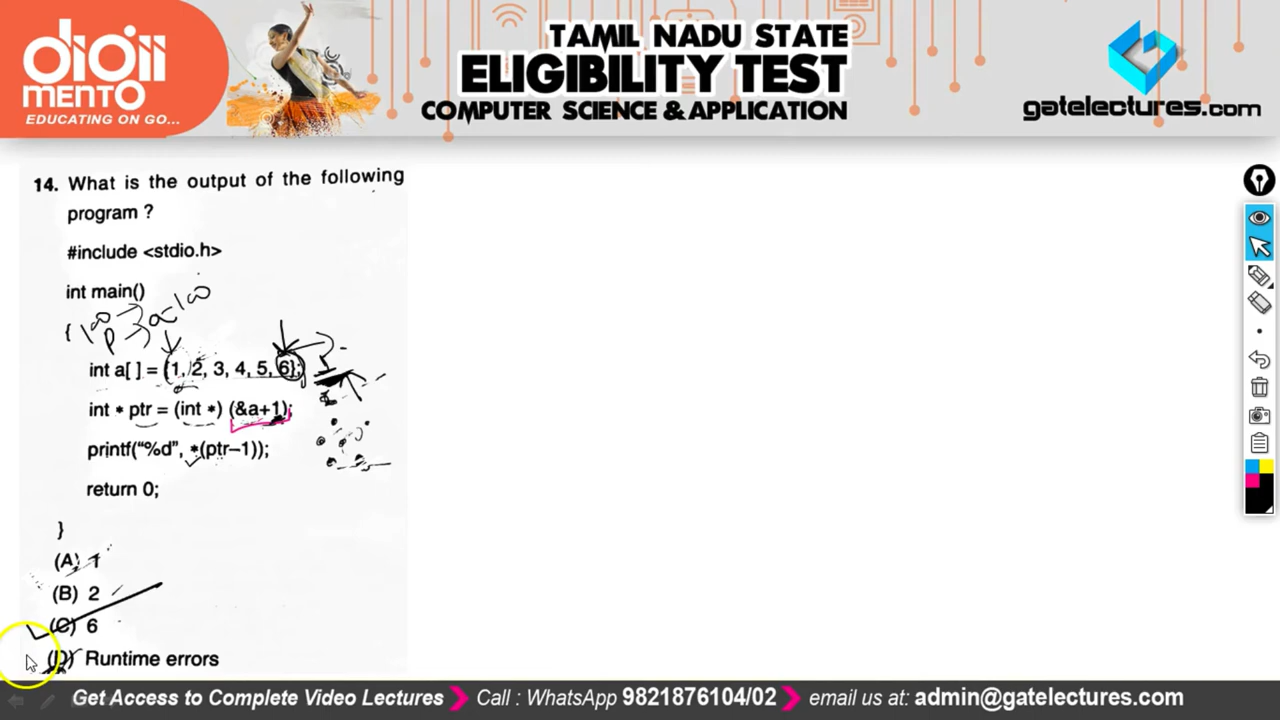 digii
MENTO
EDUCATING ON GO...
TAMIL NADU STATE
ELIGIBILITY TEST
COMPUTER SCIENCE & APPLICATION
gatelectures.com
14. What is the output of the following
program ?
#include <stdio.h>
int main()
{
int a[ ] = {1, 2, 3, 4, 5, 6};
int * ptr = (int *) (&a+1);
printf("%d", *(ptr–1));
return 0;
}
(A) 1
(B) 2
(C) 6
(D) Runtime errors
Get Access to Complete Video Lectures Call : WhatsApp 9821876104/02 email us at: admin@gatelectures.com